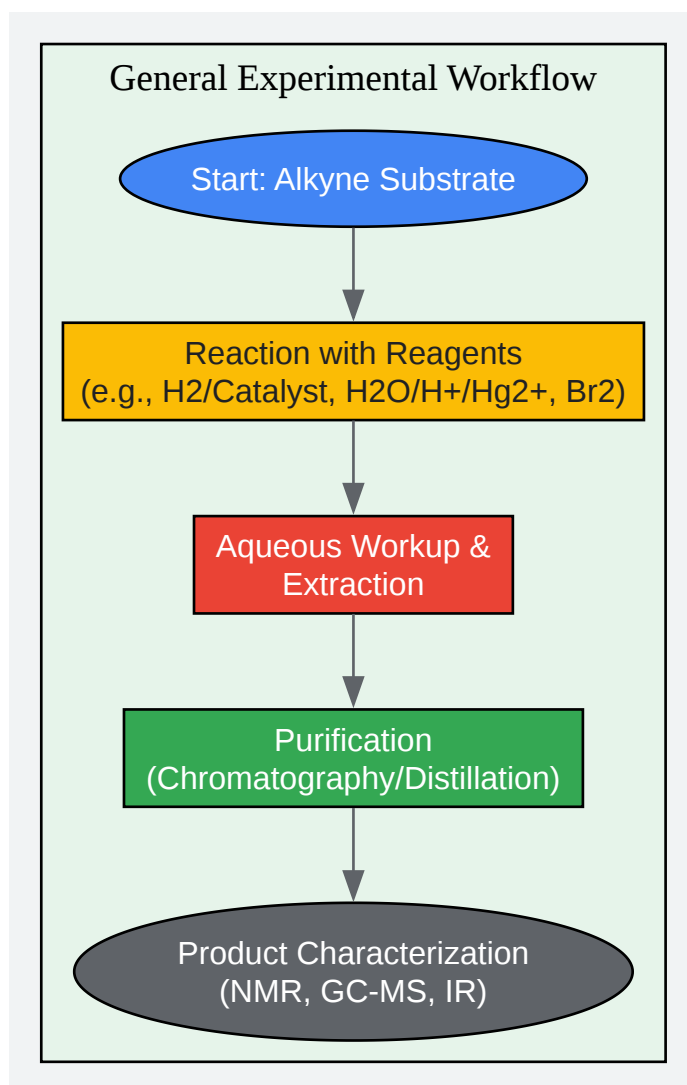 General Experimental Workflow
Start: Alkyne Substrate
Reaction with Reagents
(e.g., H2/Catalyst, H2O/H+/Hg2+, Br2)
Aqueous Workup &
Extraction
Purification
(Chromatography/Distillation)
Product Characterization
(NMR, GC-MS, IR)